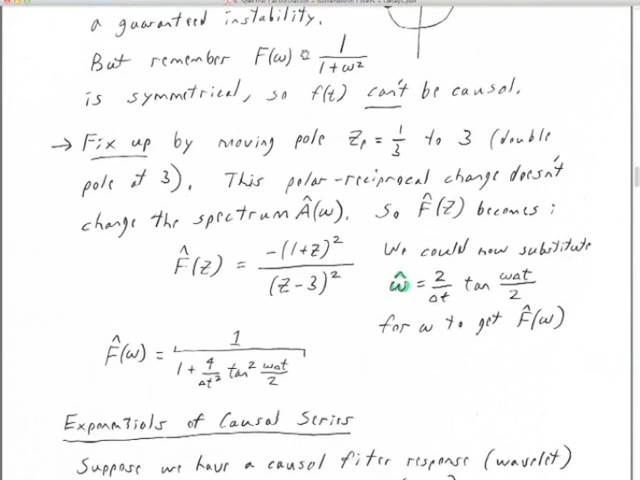 a guaranteed instability.
But remember F(ω) = 1/(1+ω²)
is symmetrical, so f(t) can't be causal.
→ Fix up by moving pole Zₚ = 1/3 to 3 (double
pole at 3). This polar-reciprocal change doesn't
change the spectrum Â(ω). So F̂(Z) becomes:
F̂(Z) = -(1+Z)²/(Z-3)²
We could now substitute
ω̂ = 2/Δt tan ωΔt/2
for ω to get F̂(ω)
F̂(ω) = 1/(1 + 4/Δt² tan² ωΔt/2)
Exponentials of Causal Series
Suppose we have a causal filter response (wavelet)